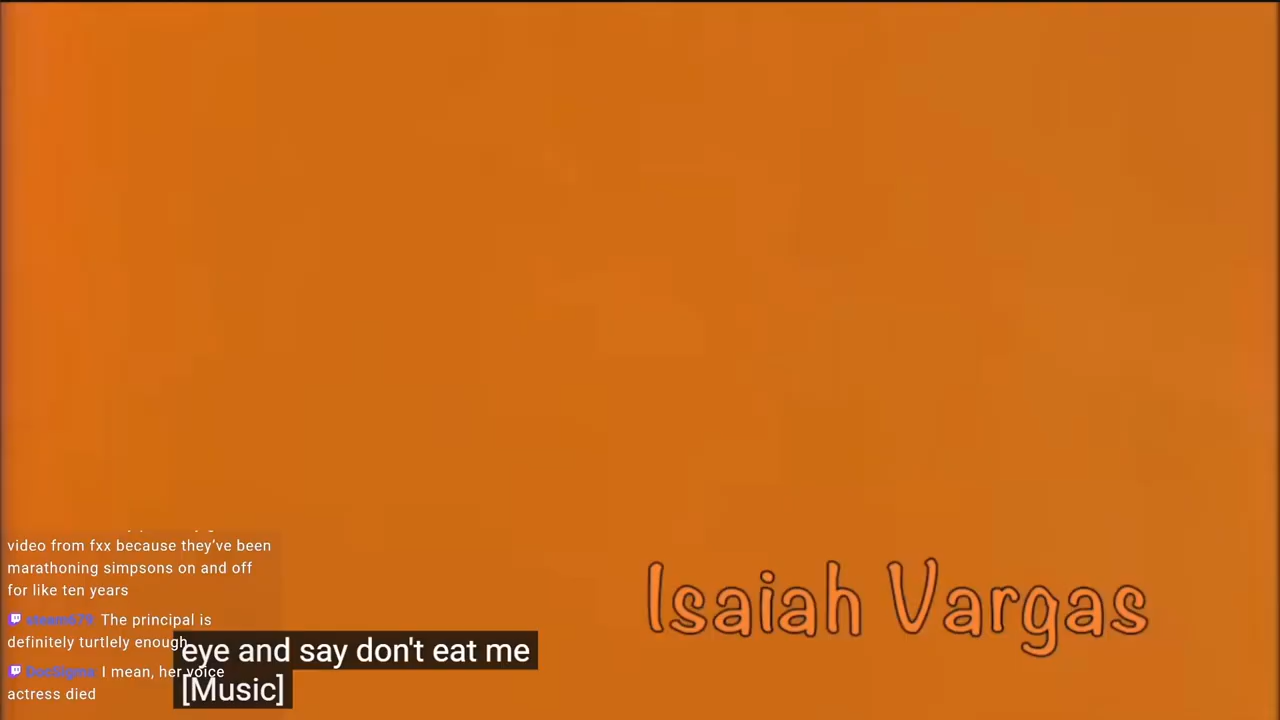 video from fxx because they've been
marathoning simpsons on and off
for like ten years
The principal is
definitely turtlely enough
I mean, her voice
actress died
eye and say don't eat me
[Music]
Isaiah Vargas